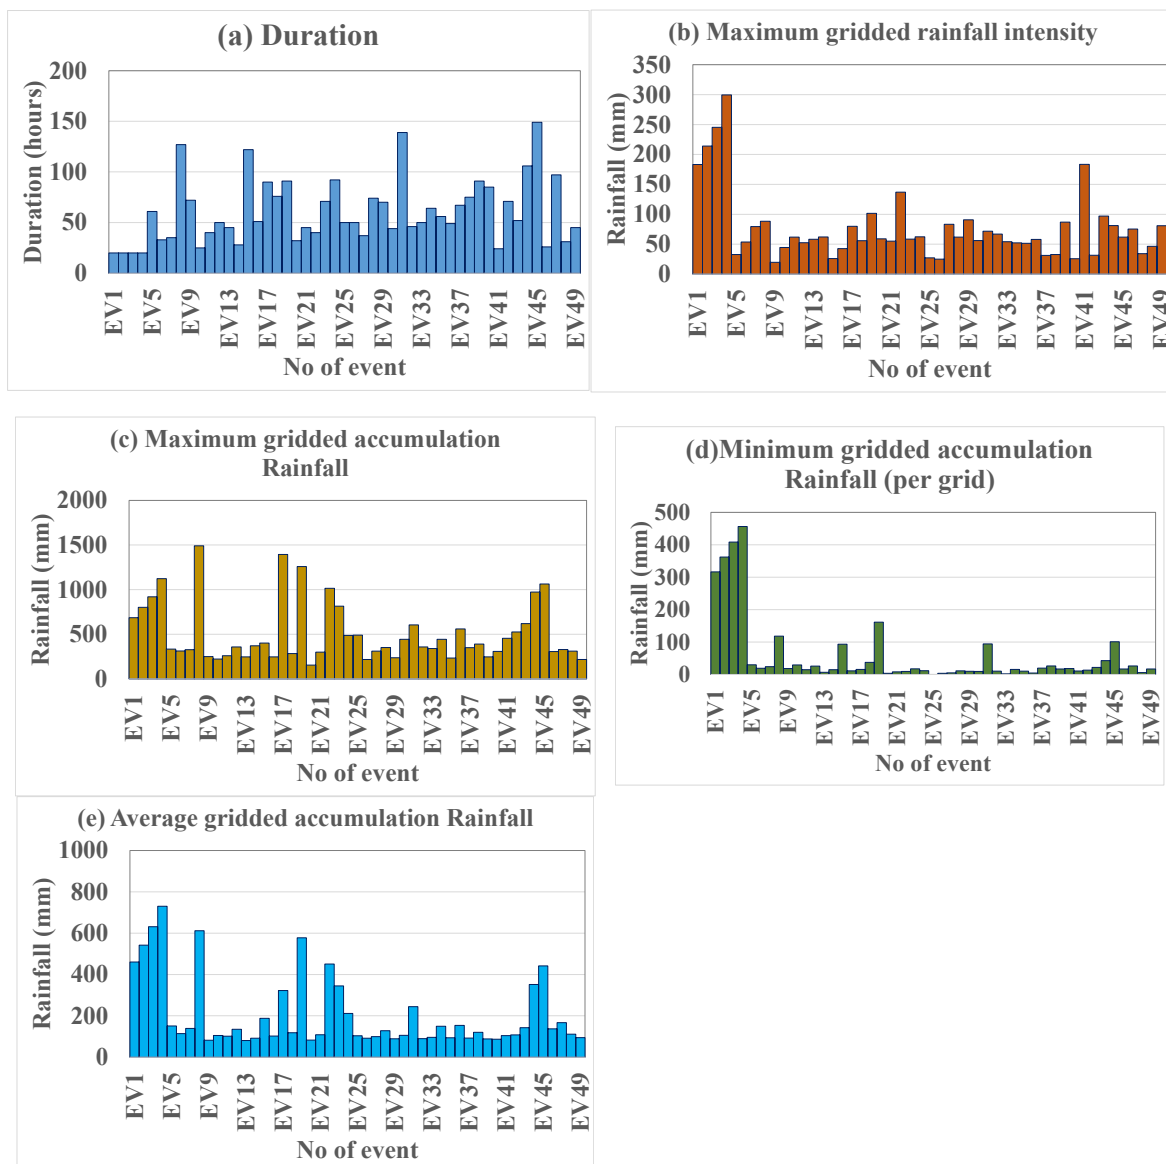 (a) Duration
Duration (hours)
200
150
100
50
0
EV1
EV5
EV9
EV13
EV17
EV21
EV25
EV29
EV33
EV37
EV41
EV45
EV49
No of event
(b) Maximum gridded rainfall intensity
Rainfall (mm)
350
300
250
200
150
100
50
0
EV1
EV5
EV9
EV13
EV17
EV21
EV25
EV29
EV33
EV37
EV41
EV45
EV49
No of event
(c) Maximum gridded accumulation
Rainfall
Rainfall (mm)
2000
1500
1000
500
0
EV1
EV5
EV9
EV13
EV17
EV21
EV25
EV29
EV33
EV37
EV41
EV45
EV49
No of event
(d)Minimum gridded accumulation
Rainfall (per grid)
Rainfall (mm)
500
400
300
200
100
0
EV1
EV5
EV9
EV13
EV17
EV21
EV25
EV29
EV33
EV37
EV41
EV45
EV49
No of event
(e) Average gridded accumulation Rainfall
Rainfall (mm)
1000
800
600
400
200
0
EV1
EV5
EV9
EV13
EV17
EV21
EV25
EV29
EV33
EV37
EV41
EV45
EV49
No of event